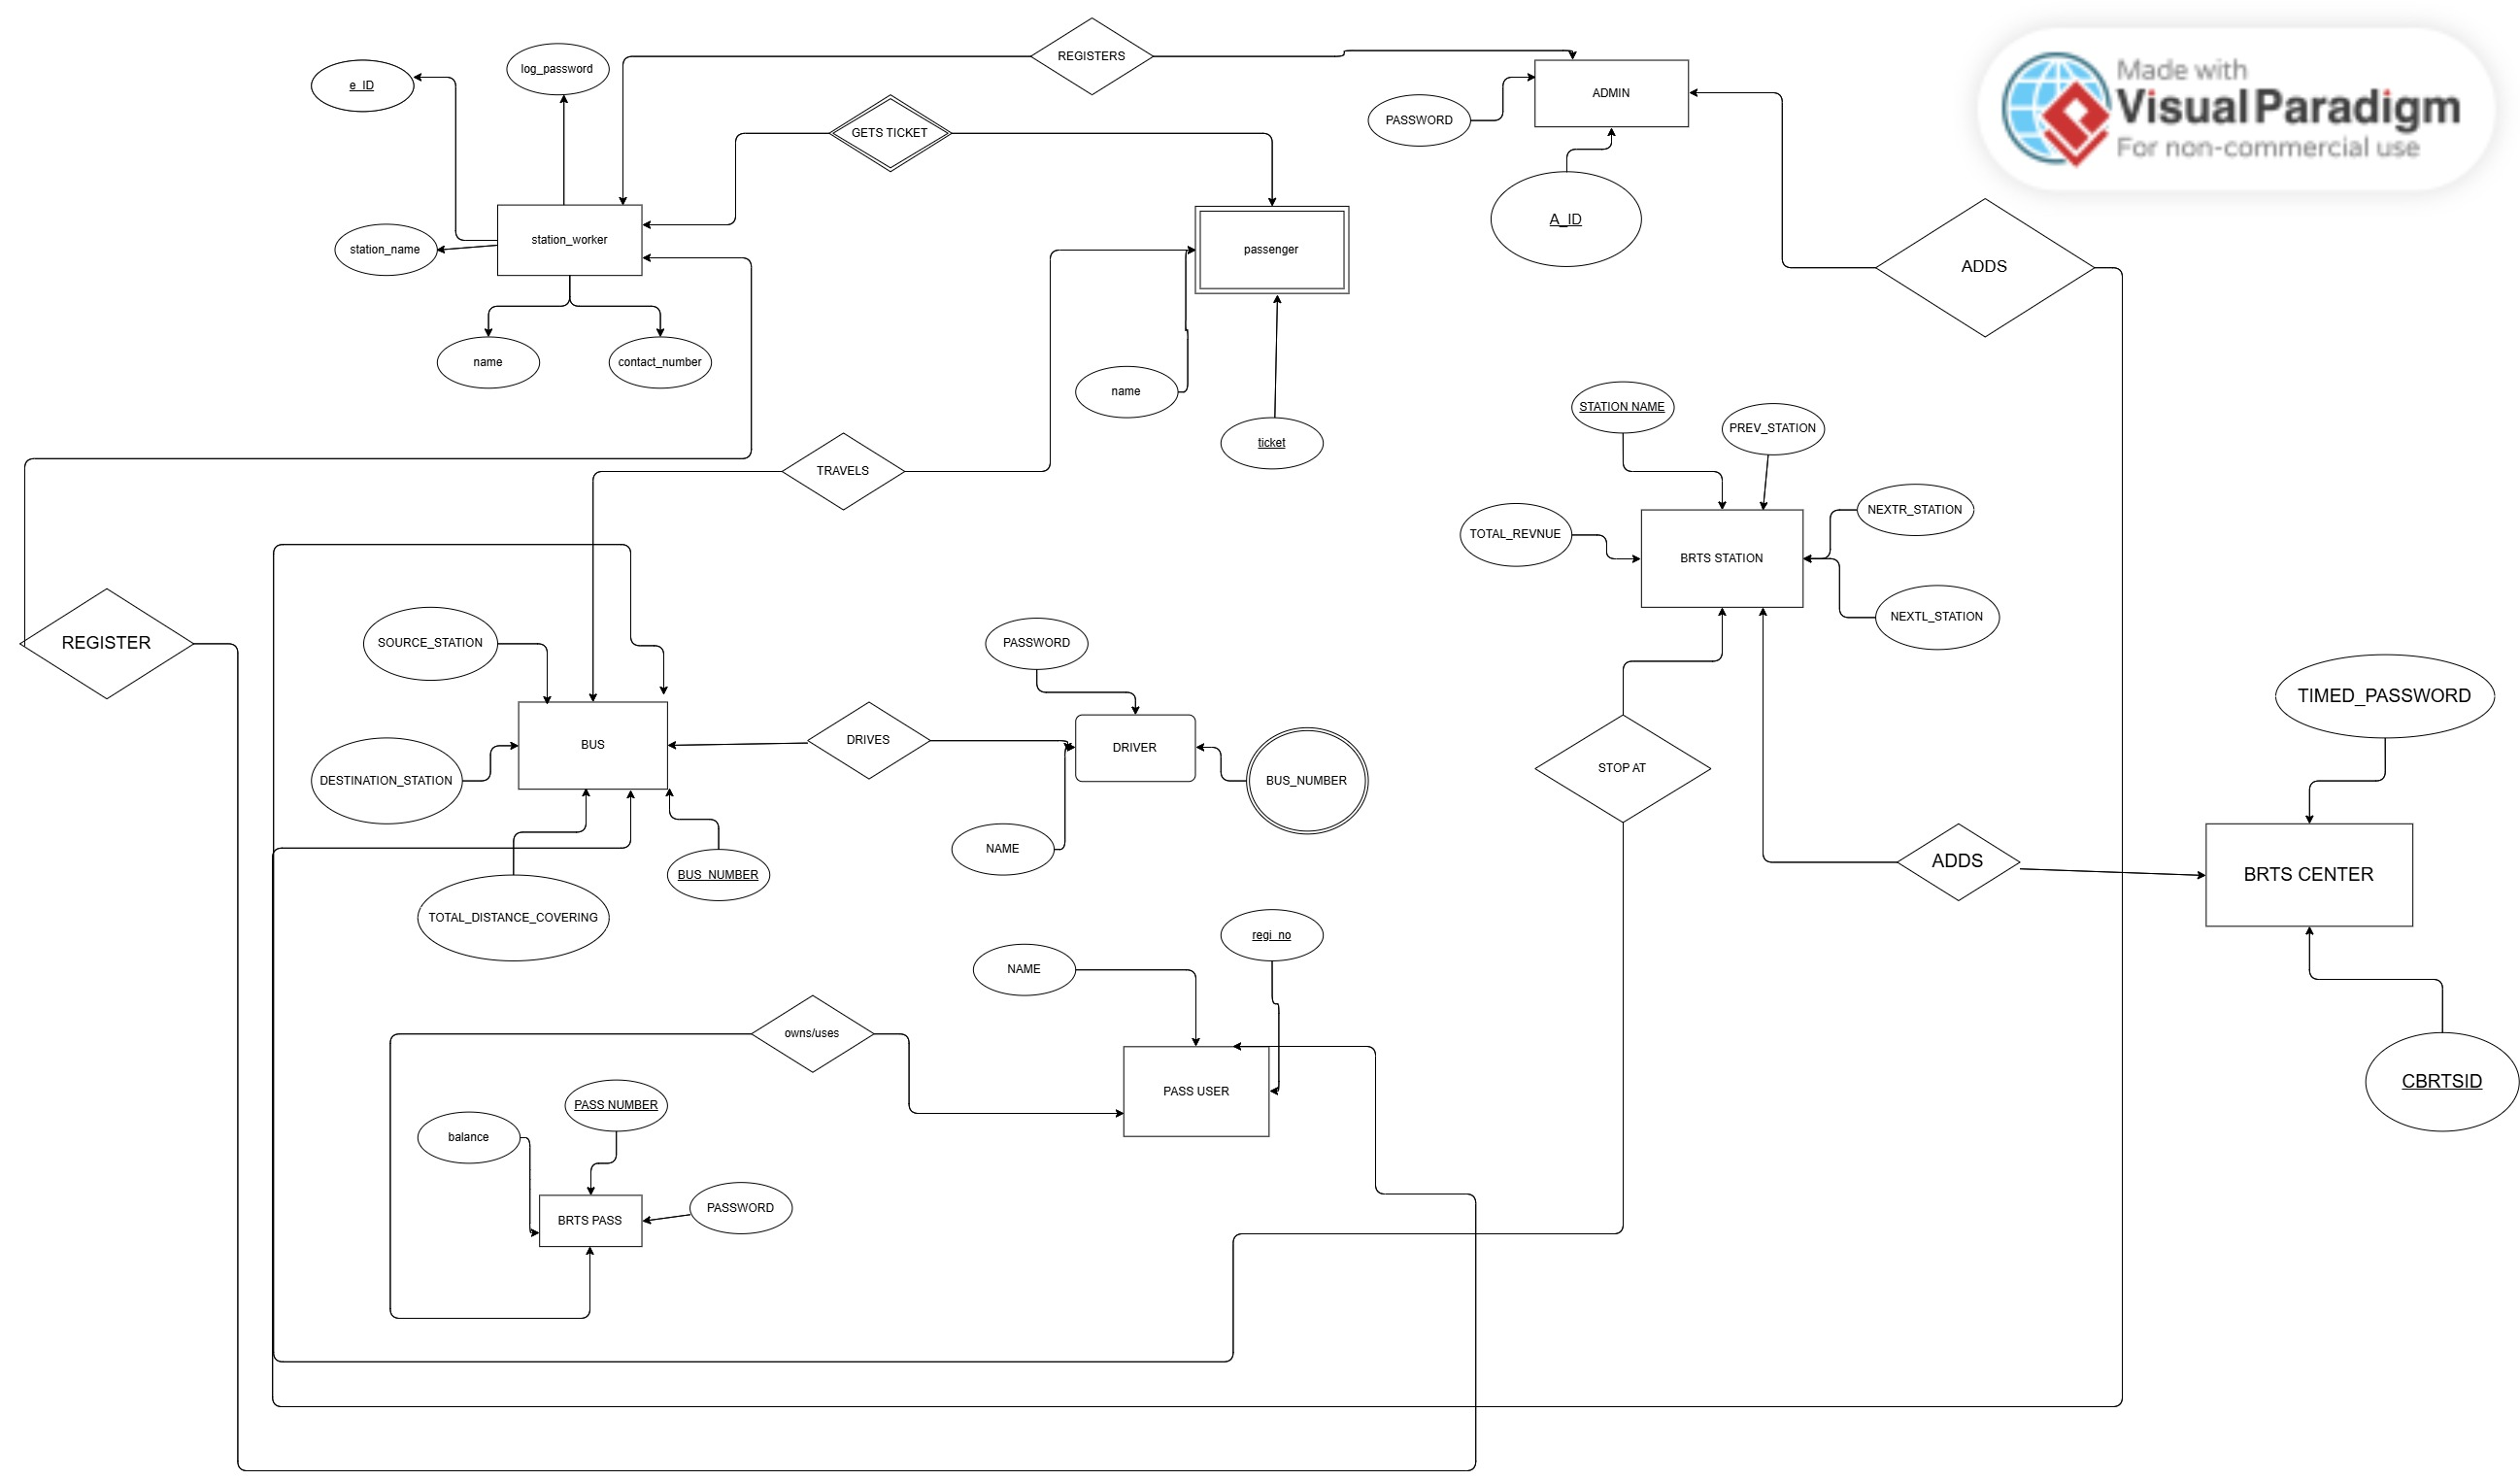 REGISTERS
log_password
e_ID
ADMIN
PASSWORD
Made with
Visual Paradigm
For non-commercial use
GETS TICKET
A_ID
station_worker
station_name
passenger
ADDS
name
contact_number
name
ticket
STATION NAME
PREV_STATION
TRAVELS
NEXTR_STATION
TOTAL_REVNUE
BRTS STATION
NEXTL_STATION
REGISTER
SOURCE_STATION
PASSWORD
TIMED_PASSWORD
BUS
DRIVES
DRIVER
STOP AT
DESTINATION_STATION
BUS_NUMBER
NAME
ADDS
BRTS CENTER
BUS_NUMBER
TOTAL_DISTANCE_COVERING
regi_no
NAME
owns/uses
PASS USER
CBRTSID
PASS NUMBER
balance
PASSWORD
BRTS PASS